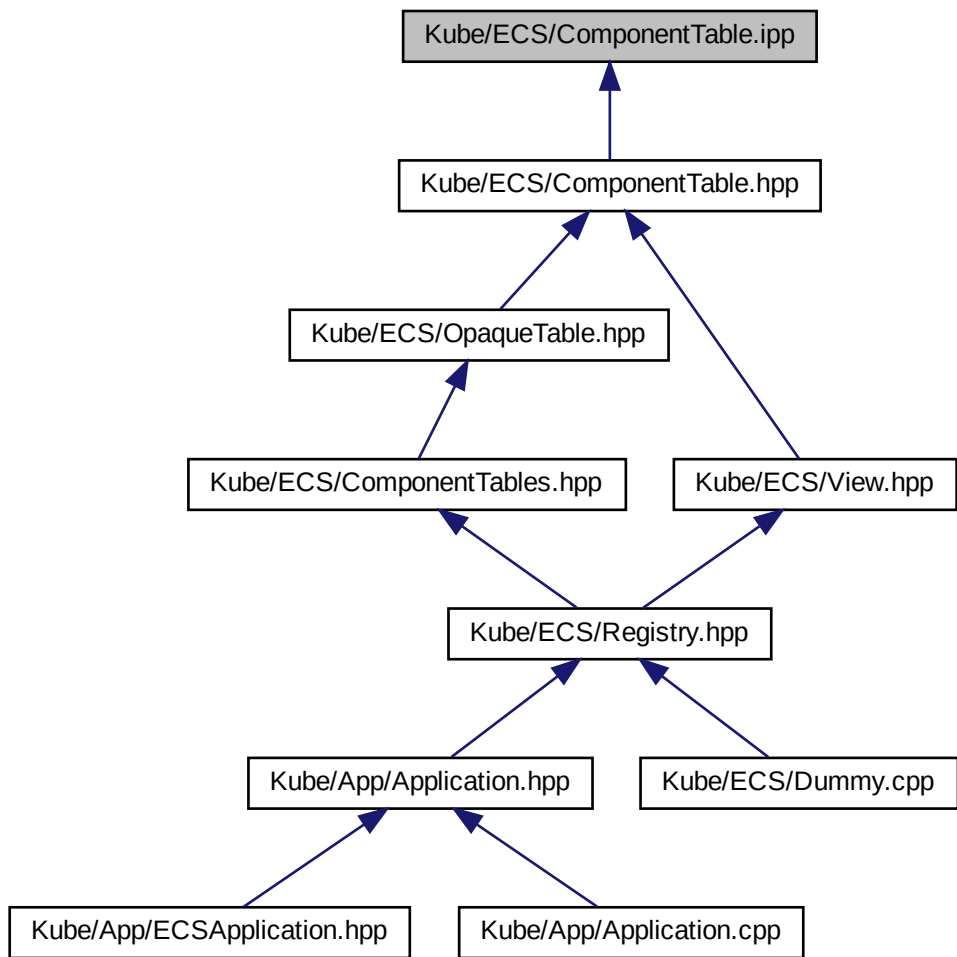 Kube/ECS/ComponentTable.ipp
Kube/ECS/ComponentTable.hpp
Kube/ECS/OpaqueTable.hpp
Kube/ECS/ComponentTables.hpp
Kube/ECS/View.hpp
Kube/ECS/Registry.hpp
Kube/App/Application.hpp
Kube/ECS/Dummy.cpp
Kube/App/ECSApplication.hpp
Kube/App/Application.cpp